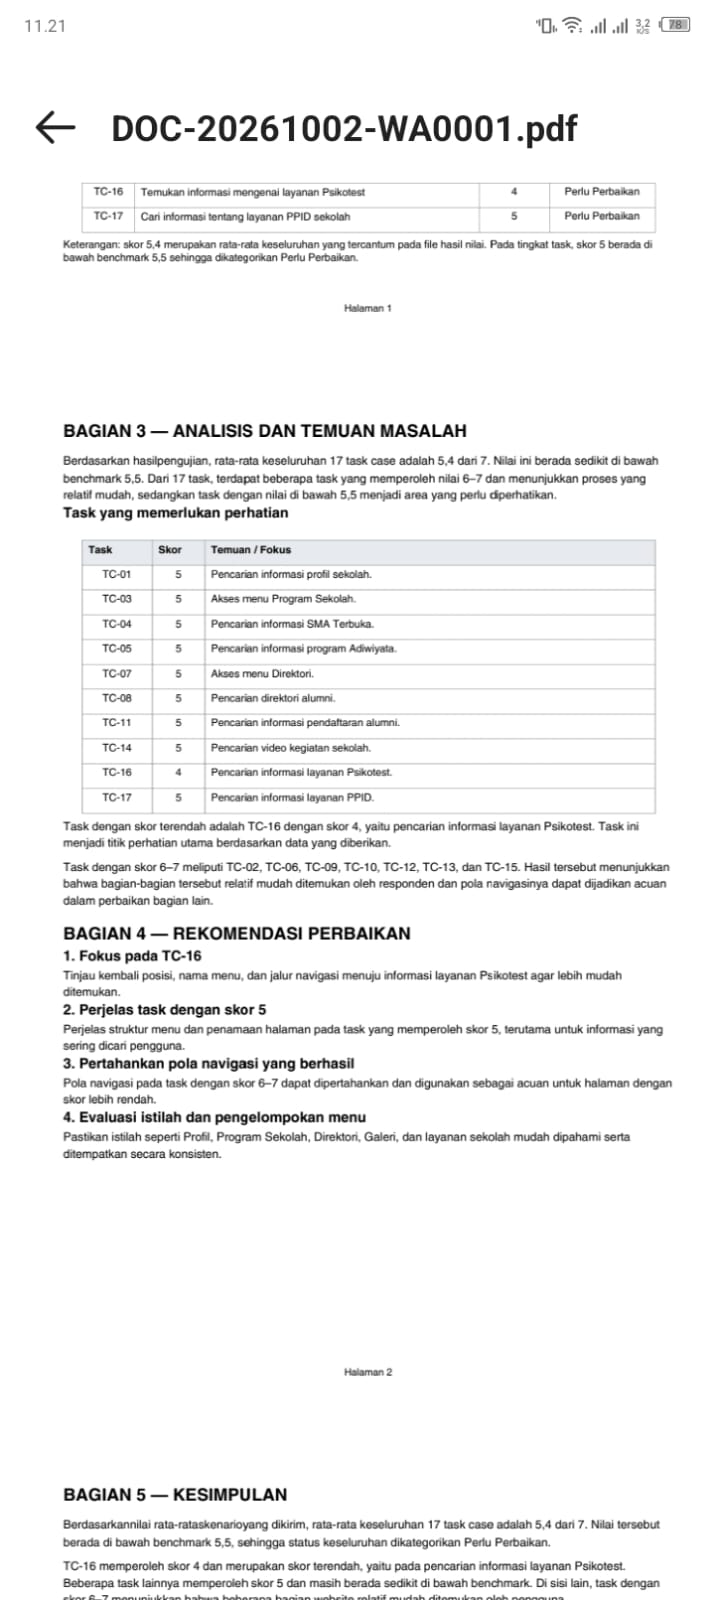 11.21
3,2
K/S
78
DOC-20261002-WA0001.pdf
TC-16 Temukan informasi mengenai layanan Psikotest 4 Perlu Perbaikan
TC-17 Cari informasi tentang layanan PPID sekolah 5 Perlu Perbaikan
Keterangan: skor 5,4 merupakan rata-rata keseluruhan yang tercantum pada file hasil nilai. Pada tingkat task, skor 5 berada di
bawah benchmark 5,5 sehingga dikategorikan Perlu Perbaikan.
Halaman 1
BAGIAN 3 — ANALISIS DAN TEMUAN MASALAH
Berdasarkan hasilpengujian, rata-rata keseluruhan 17 task case adalah 5,4 dari 7. Nilai ini berada sedikit di bawah
benchmark 5,5. Dari 17 task, terdapat beberapa task yang memperoleh nilai 6–7 dan menunjukkan proses yang
relatif mudah, sedangkan task dengan nilai di bawah 5,5 menjadi area yang perlu diperhatikan.
Task yang memerlukan perhatian
Task Skor Temuan / Fokus
TC-01 5 Pencarian informasi profil sekolah.
TC-03 5 Akses menu Program Sekolah.
TC-04 5 Pencarian informasi SMA Terbuka.
TC-05 5 Pencarian informasi program Adiwiyata.
TC-07 5 Akses menu Direktori.
TC-08 5 Pencarian direktori alumni.
TC-11 5 Pencarian informasi pendaftaran alumni.
TC-14 5 Pencarian video kegiatan sekolah.
TC-16 4 Pencarian informasi layanan Psikotest.
TC-17 5 Pencarian informasi layanan PPID.
Task dengan skor terendah adalah TC-16 dengan skor 4, yaitu pencarian informasi layanan Psikotest. Task ini
menjadi titik perhatian utama berdasarkan data yang diberikan.
Task dengan skor 6–7 meliputi TC-02, TC-06, TC-09, TC-10, TC-12, TC-13, dan TC-15. Hasil tersebut menunjukkan
bahwa bagian-bagian tersebut relatif mudah ditemukan oleh responden dan pola navigasinya dapat dijadikan acuan
dalam perbaikan bagian lain.
BAGIAN 4 — REKOMENDASI PERBAIKAN
1. Fokus pada TC-16
Tinjau kembali posisi, nama menu, dan jalur navigasi menuju informasi layanan Psikotest agar lebih mudah
ditemukan.
2. Perjelas task dengan skor 5
Perjelas struktur menu dan penamaan halaman pada task yang memperoleh skor 5, terutama untuk informasi yang
sering dicari pengguna.
3. Pertahankan pola navigasi yang berhasil
Pola navigasi pada task dengan skor 6–7 dapat dipertahankan dan digunakan sebagai acuan untuk halaman dengan
skor lebih rendah.
4. Evaluasi istilah dan pengelompokan menu
Pastikan istilah seperti Profil, Program Sekolah, Direktori, Galeri, dan layanan sekolah mudah dipahami serta
ditempatkan secara konsisten.
Halaman 2
BAGIAN 5 — KESIMPULAN
Berdasarkannilai rata-rataskenarioyang dikirim, rata-rata keseluruhan 17 task case adalah 5,4 dari 7. Nilai tersebut
berada di bawah benchmark 5,5, sehingga status keseluruhan dikategorikan Perlu Perbaikan.
TC-16 memperoleh skor 4 dan merupakan skor terendah, yaitu pada pencarian informasi layanan Psikotest.
Beberapa task lainnya memperoleh skor 5 dan masih berada sedikit di bawah benchmark. Di sisi lain, task dengan
skor 6–7 menunjukkan bahwa beberapa bagian website relatif mudah ditemukan oleh pengguna.